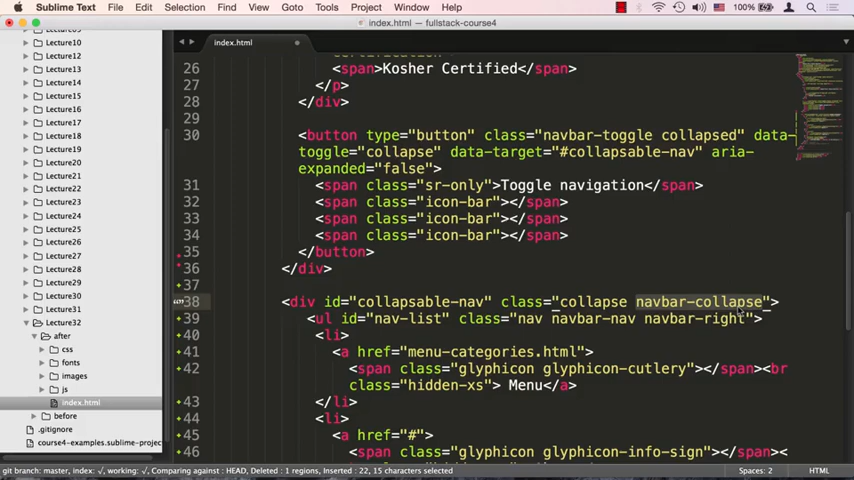 Sublime Text File Edit Selection Find View Goto Tools Project Window Help 100%
index.html — fullstack-course4
index.html
Lecture10
Lecture12
Lecture13
Lecture14
Lecture15
Lecture16
Lecture17
Lecture18
Lecture19
Lecture20
Lecture21
Lecture22
Lecture23
Lecture24
Lecture25
Lecture26
Lecture27
Lecture28
Lecture29
Lecture30
Lecture31
Lecture32
after
css
fonts
images
js
index.html
before
.gitignore
course4-examples.sublime-projec
26 <span>Kosher Certified</span>
27 </p>
28 </div>
29
30 <button type="button" class="navbar-toggle collapsed" data-
toggle="collapse" data-target="#collapsable-nav" aria-
expanded="false">
31 <span class="sr-only">Toggle navigation</span>
32 <span class="icon-bar"></span>
33 <span class="icon-bar"></span>
34 <span class="icon-bar"></span>
35 </button>
36 </div>
37
38 <div id="collapsable-nav" class="collapse navbar-collapse">
39 <ul id="nav-list" class="nav navbar-nav navbar-right">
40 <li>
41 <a href="menu-categories.html">
42 <span class="glyphicon glyphicon-cutlery"></span><br
class="hidden-xs"> Menu</a>
43 </li>
44 <li>
45 <a href="#">
46 <span class="glyphicon glyphicon-info-sign"></span>
git branch: master, index: √, working: √, Comparing against : HEAD, Deleted : 1 regions, Inserted : 22, 15 characters selected
Spaces: 2
HTML